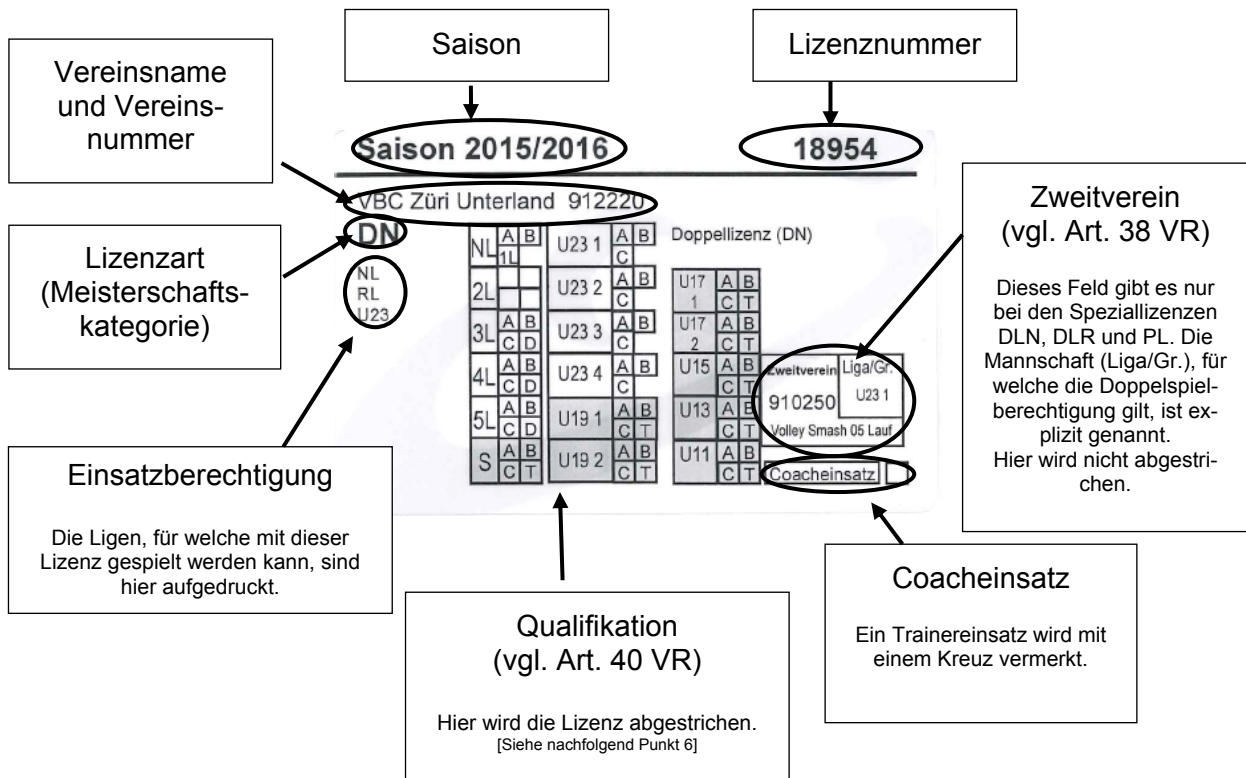 Saison
Lizenznummer
Vereinsname
und Vereins-
nummer
Saison 2015/2016
18954
VBC Züri Unterland 912220
DN
NL
RL
U23
Doppellizenz (DN)
NL A B
1L
2L
3L A B
C D
4L A B
C D
5L A B
C D
S A B
C T
U23 1 A B
C
U23 2 A B
C
U23 3 A B
C
U23 4 A B
C
U19 1 A B
C T
U19 2 A B
C T
U17 A B
1 C T
U17 A B
2 C T
U15 A B
C T
U13 A B
C T
U11 A B
C T
Zweitverein
Liga/Gr.
910250
U23 1
Volley Smash 05 Lauf
Coacheinsatz
Lizenzart
(Meisterschafts-
kategorie)
Zweitverein
(vgl. Art. 38 VR)
Dieses Feld gibt es nur
bei den Speziallizenzen
DLN, DLR und PL. Die
Mannschaft (Liga/Gr.), für
welche die Doppelspiel-
berechtigung gilt, ist ex-
plizit genannt.
Hier wird nicht abgestri-
chen.
Einsatzberechtigung
Die Ligen, für welche mit dieser
Lizenz gespielt werden kann, sind
hier aufgedruckt.
Qualifikation
(vgl. Art. 40 VR)
Hier wird die Lizenz abgestrichen.
[Siehe nachfolgend Punkt 6]
Coacheinsatz
Ein Trainereinsatz wird mit
einem Kreuz vermerkt.